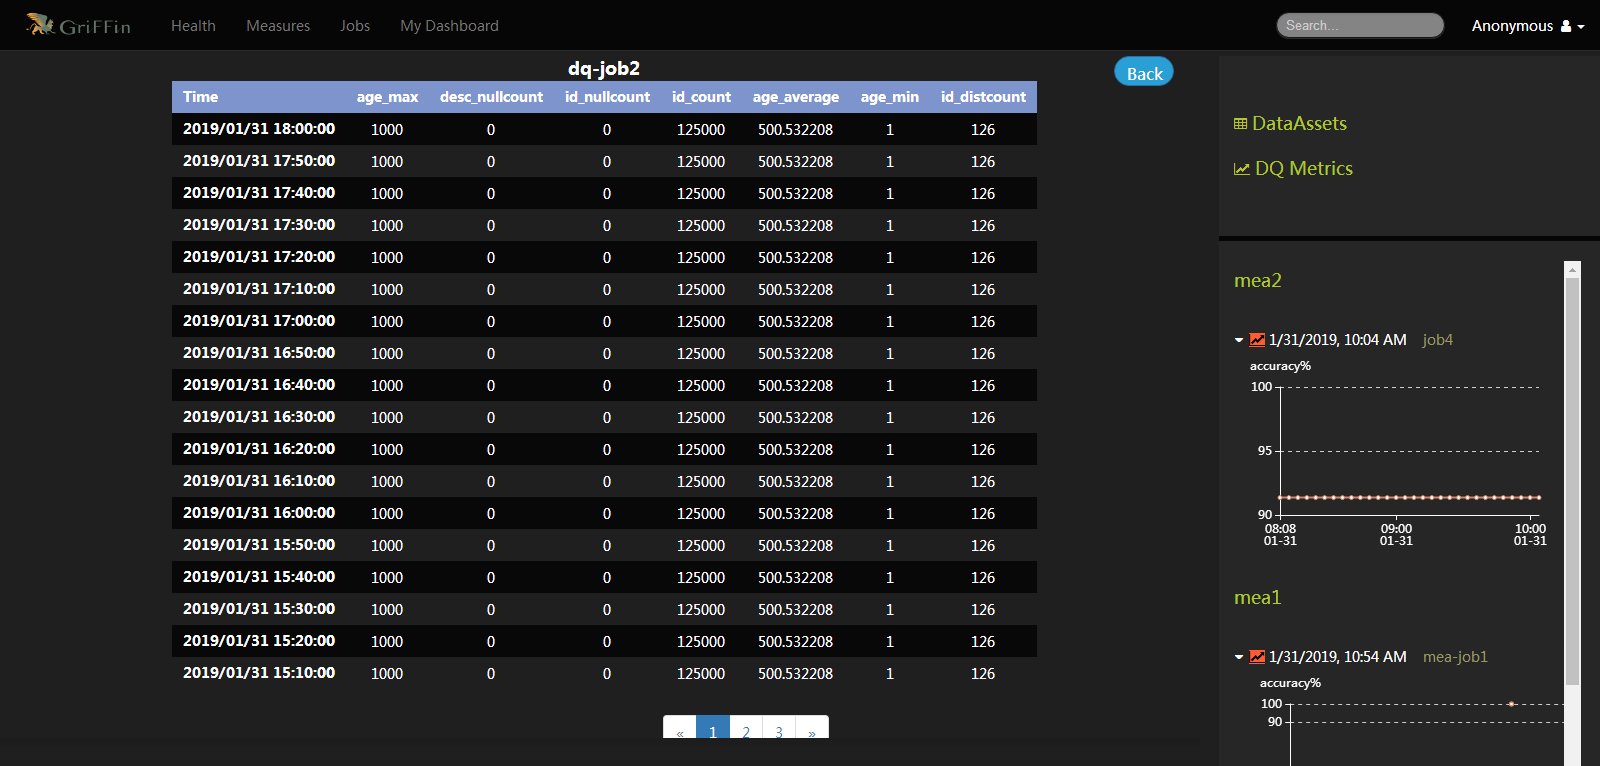 GriFFin Health Measures Jobs My Dashboard Search... Anonymous
dq-job2 Back
Time age_max desc_nullcount id_nullcount id_count age_average age_min id_distcount
2019/01/31 18:00:00 1000 0 0 125000 500.532208 1 126
2019/01/31 17:50:00 1000 0 0 125000 500.532208 1 126
2019/01/31 17:40:00 1000 0 0 125000 500.532208 1 126
2019/01/31 17:30:00 1000 0 0 125000 500.532208 1 126
2019/01/31 17:20:00 1000 0 0 125000 500.532208 1 126
2019/01/31 17:10:00 1000 0 0 125000 500.532208 1 126
2019/01/31 17:00:00 1000 0 0 125000 500.532208 1 126
2019/01/31 16:50:00 1000 0 0 125000 500.532208 1 126
2019/01/31 16:40:00 1000 0 0 125000 500.532208 1 126
2019/01/31 16:30:00 1000 0 0 125000 500.532208 1 126
2019/01/31 16:20:00 1000 0 0 125000 500.532208 1 126
2019/01/31 16:10:00 1000 0 0 125000 500.532208 1 126
2019/01/31 16:00:00 1000 0 0 125000 500.532208 1 126
2019/01/31 15:50:00 1000 0 0 125000 500.532208 1 126
2019/01/31 15:40:00 1000 0 0 125000 500.532208 1 126
2019/01/31 15:30:00 1000 0 0 125000 500.532208 1 126
2019/01/31 15:20:00 1000 0 0 125000 500.532208 1 126
2019/01/31 15:10:00 1000 0 0 125000 500.532208 1 126
« 1 2 3 »
DataAssets
DQ Metrics
mea2
1/31/2019, 10:04 AM job4
accuracy%
100
95
90
08:08 09:00 10:00
01-31 01-31 01-31
mea1
1/31/2019, 10:54 AM mea-job1
accuracy%
100
90